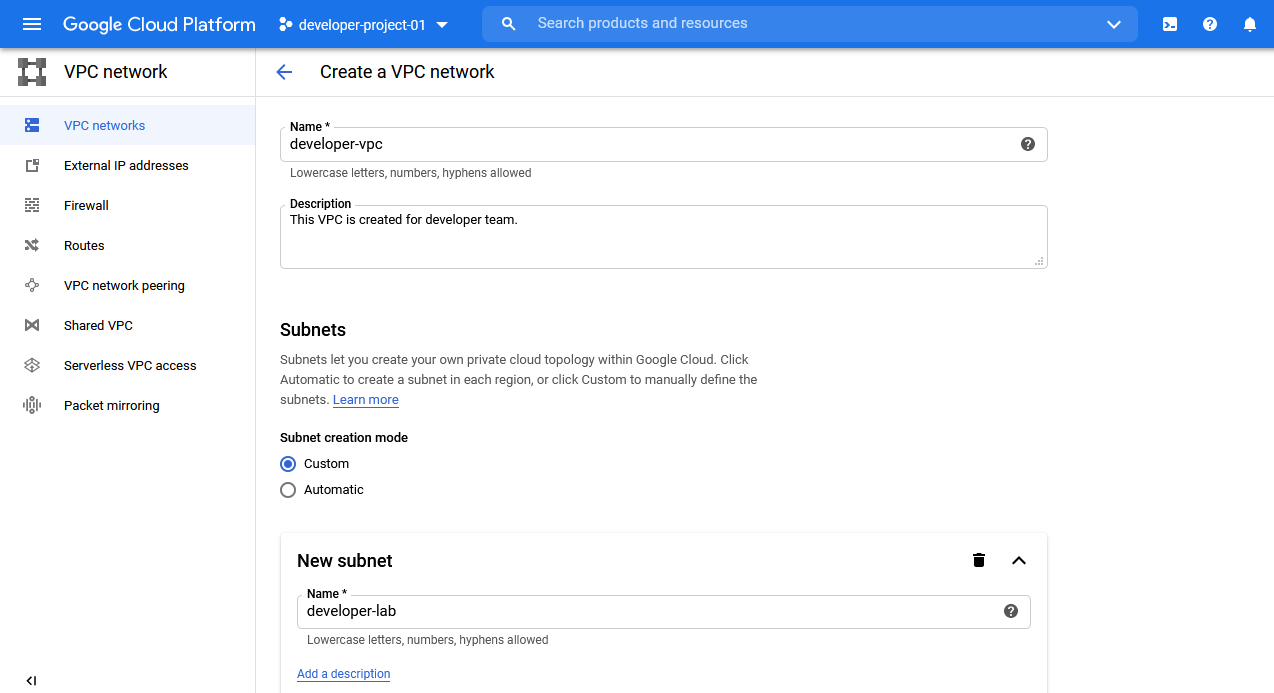 Google Cloud Platform
developer-project-01
Search products and resources
VPC network
Create a VPC network
VPC networks
External IP addresses
Firewall
Routes
VPC network peering
Shared VPC
Serverless VPC access
Packet mirroring
Name *
developer-vpc
Lowercase letters, numbers, hyphens allowed
Description
This VPC is created for developer team.
Subnets
Subnets let you create your own private cloud topology within Google Cloud. Click
Automatic to create a subnet in each region, or click Custom to manually define the
subnets. Learn more
Subnet creation mode
Custom
Automatic
New subnet
Name *
developer-lab
Lowercase letters, numbers, hyphens allowed
Add a description